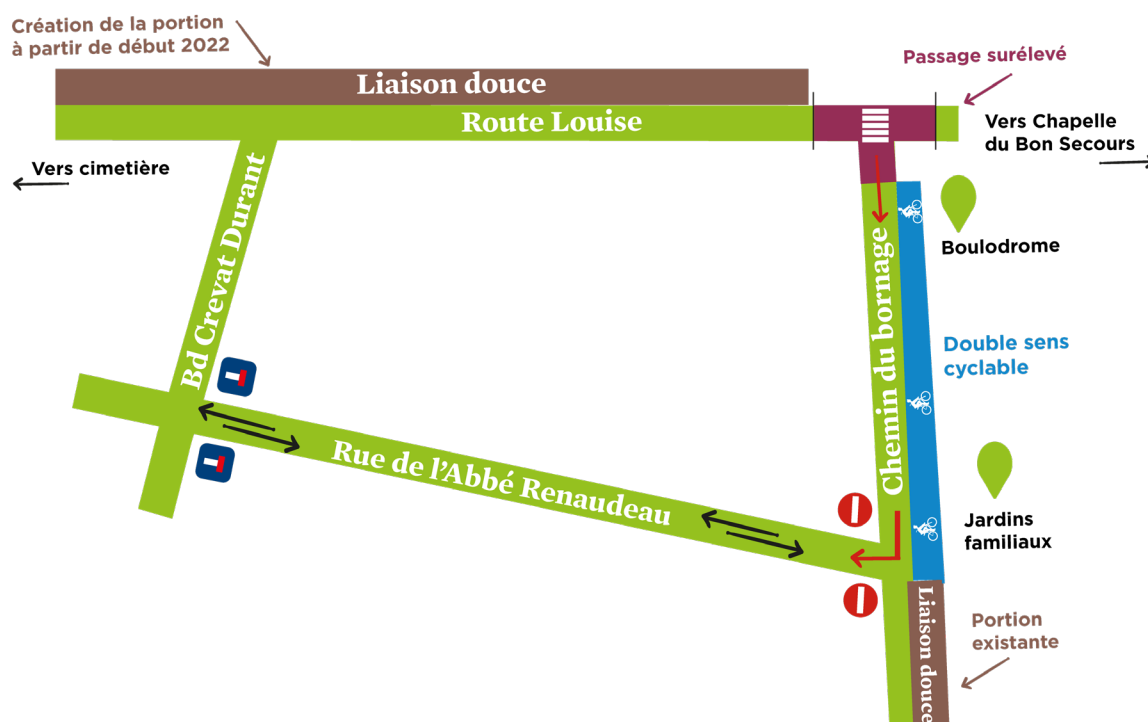 Création de la portion
à partir de début 2022
Liaison douce
Passage surélevé
Route Louise
Vers Chapelle
du Bon Secours
Vers cimetière
Bd Crevat Durant
Chemin du bornage
Boulodrome
Double sens
cyclable
Rue de l'Abbé Renaudeau
Jardins
familiaux
Liaison douce
Portion
existante